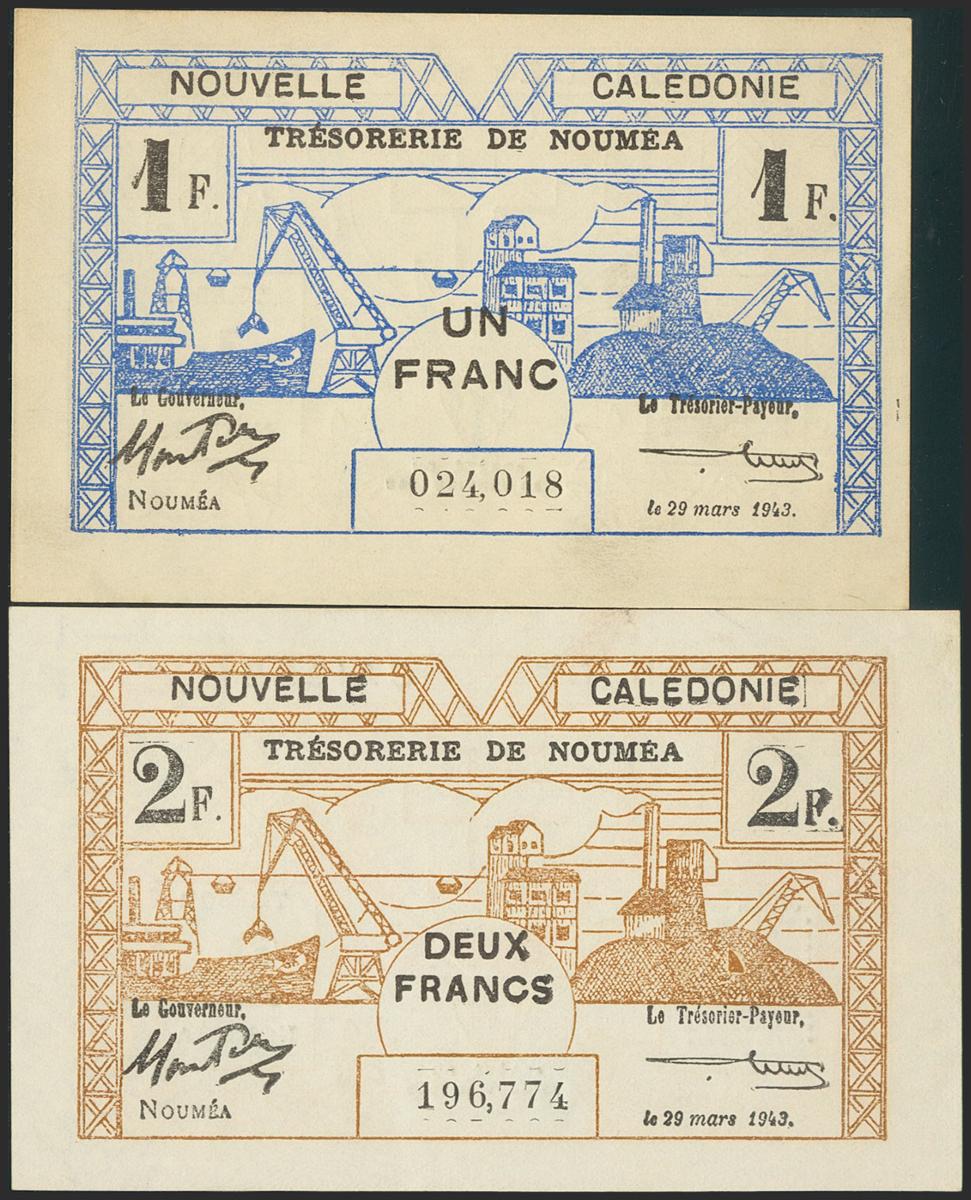 NOUVELLE CALEDONIE
TRÉSORERIE DE NOUMÉA
1 F. 1 F.
UN
FRANC
Le Gouverneur, Le Trésorier-Payeur,
024,018
NOUMÉA le 29 mars 1943.
NOUVELLE CALEDONIE
TRÉSORERIE DE NOUMÉA
2 F. 2 F.
DEUX
FRANCS
Le Gouverneur, Le Trésorier-Payeur,
196,774
NOUMÉA le 29 mars 1943.